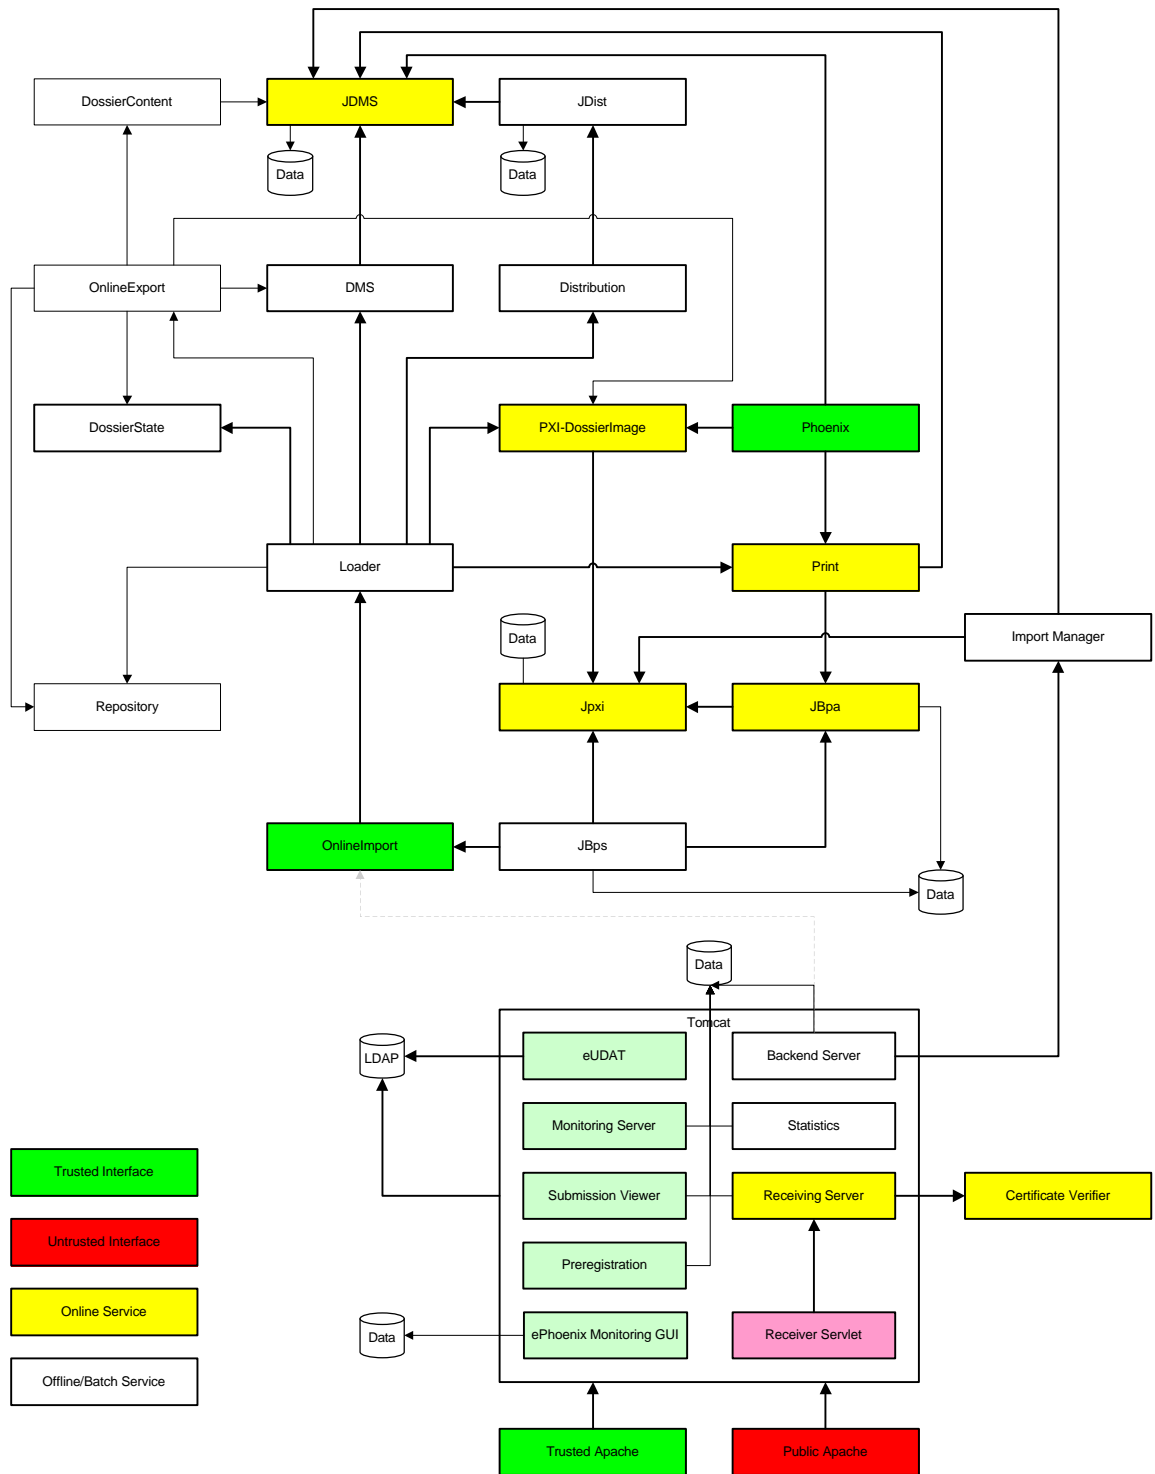 DossierContent
JDMS
JDist
Data
Data
OnlineExport
DMS
Distribution
DossierState
PXI-DossierImage
Phoenix
Loader
Print
Data
Import Manager
Repository
Jpxi
JBpa
OnlineImport
JBps
Data
Data
Tomcat
LDAP
eUDAT
Backend Server
Monitoring Server
Statistics
Trusted Interface
Submission Viewer
Receiving Server
Certificate Verifier
Untrusted Interface
Preregistration
Online Service
Data
ePhoenix Monitoring GUI
Receiver Servlet
Offline/Batch Service
Trusted Apache
Public Apache